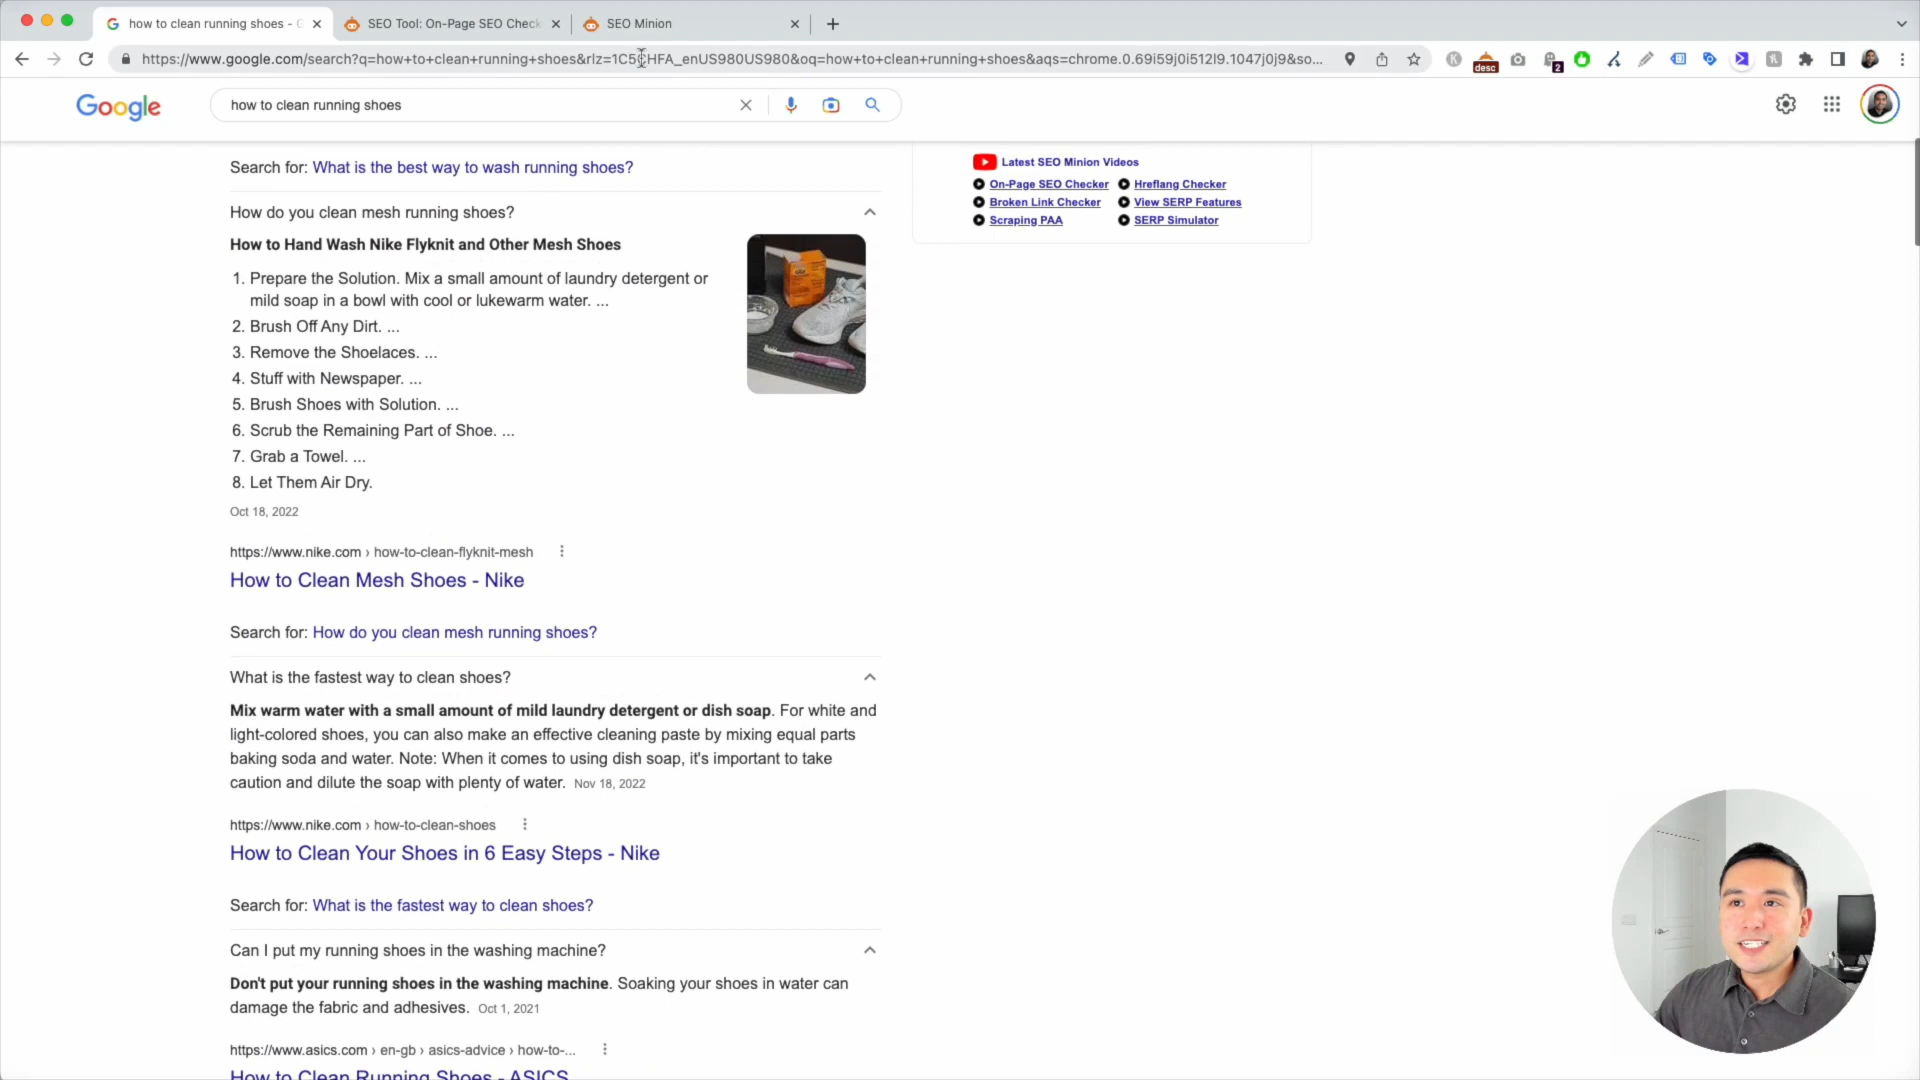 how to clean running shoes - G
SEO Tool: On-Page SEO Check
SEO Minion
https://www.google.com/search?q=how+to+clean+running+shoes&rlz=1C5CHFA_enUS980US980&oq=how+to+clean+running+shoes&aqs=chrome.0.69i59j0i512l9.1047j0j9&so...
desc
2
Google
how to clean running shoes
Search for: What is the best way to wash running shoes?
How do you clean mesh running shoes?
How to Hand Wash Nike Flyknit and Other Mesh Shoes
1. Prepare the Solution. Mix a small amount of laundry detergent or
mild soap in a bowl with cool or lukewarm water. ...
2. Brush Off Any Dirt. ...
3. Remove the Shoelaces. ...
4. Stuff with Newspaper. ...
5. Brush Shoes with Solution. ...
6. Scrub the Remaining Part of Shoe. ...
7. Grab a Towel. ...
8. Let Them Air Dry.
Oct 18, 2022
https://www.nike.com › how-to-clean-flyknit-mesh
How to Clean Mesh Shoes - Nike
Search for: How do you clean mesh running shoes?
What is the fastest way to clean shoes?
Mix warm water with a small amount of mild laundry detergent or dish soap. For white and
light-colored shoes, you can also make an effective cleaning paste by mixing equal parts
baking soda and water. Note: When it comes to using dish soap, it's important to take
caution and dilute the soap with plenty of water. Nov 18, 2022
https://www.nike.com › how-to-clean-shoes
How to Clean Your Shoes in 6 Easy Steps - Nike
Search for: What is the fastest way to clean shoes?
Can I put my running shoes in the washing machine?
Don't put your running shoes in the washing machine. Soaking your shoes in water can
damage the fabric and adhesives. Oct 1, 2021
https://www.asics.com › en-gb › asics-advice › how-to-...
How to Clean Running Shoes - ASICS
Latest SEO Minion Videos
On-Page SEO Checker
Hreflang Checker
Broken Link Checker
View SERP Features
Scraping PAA
SERP Simulator